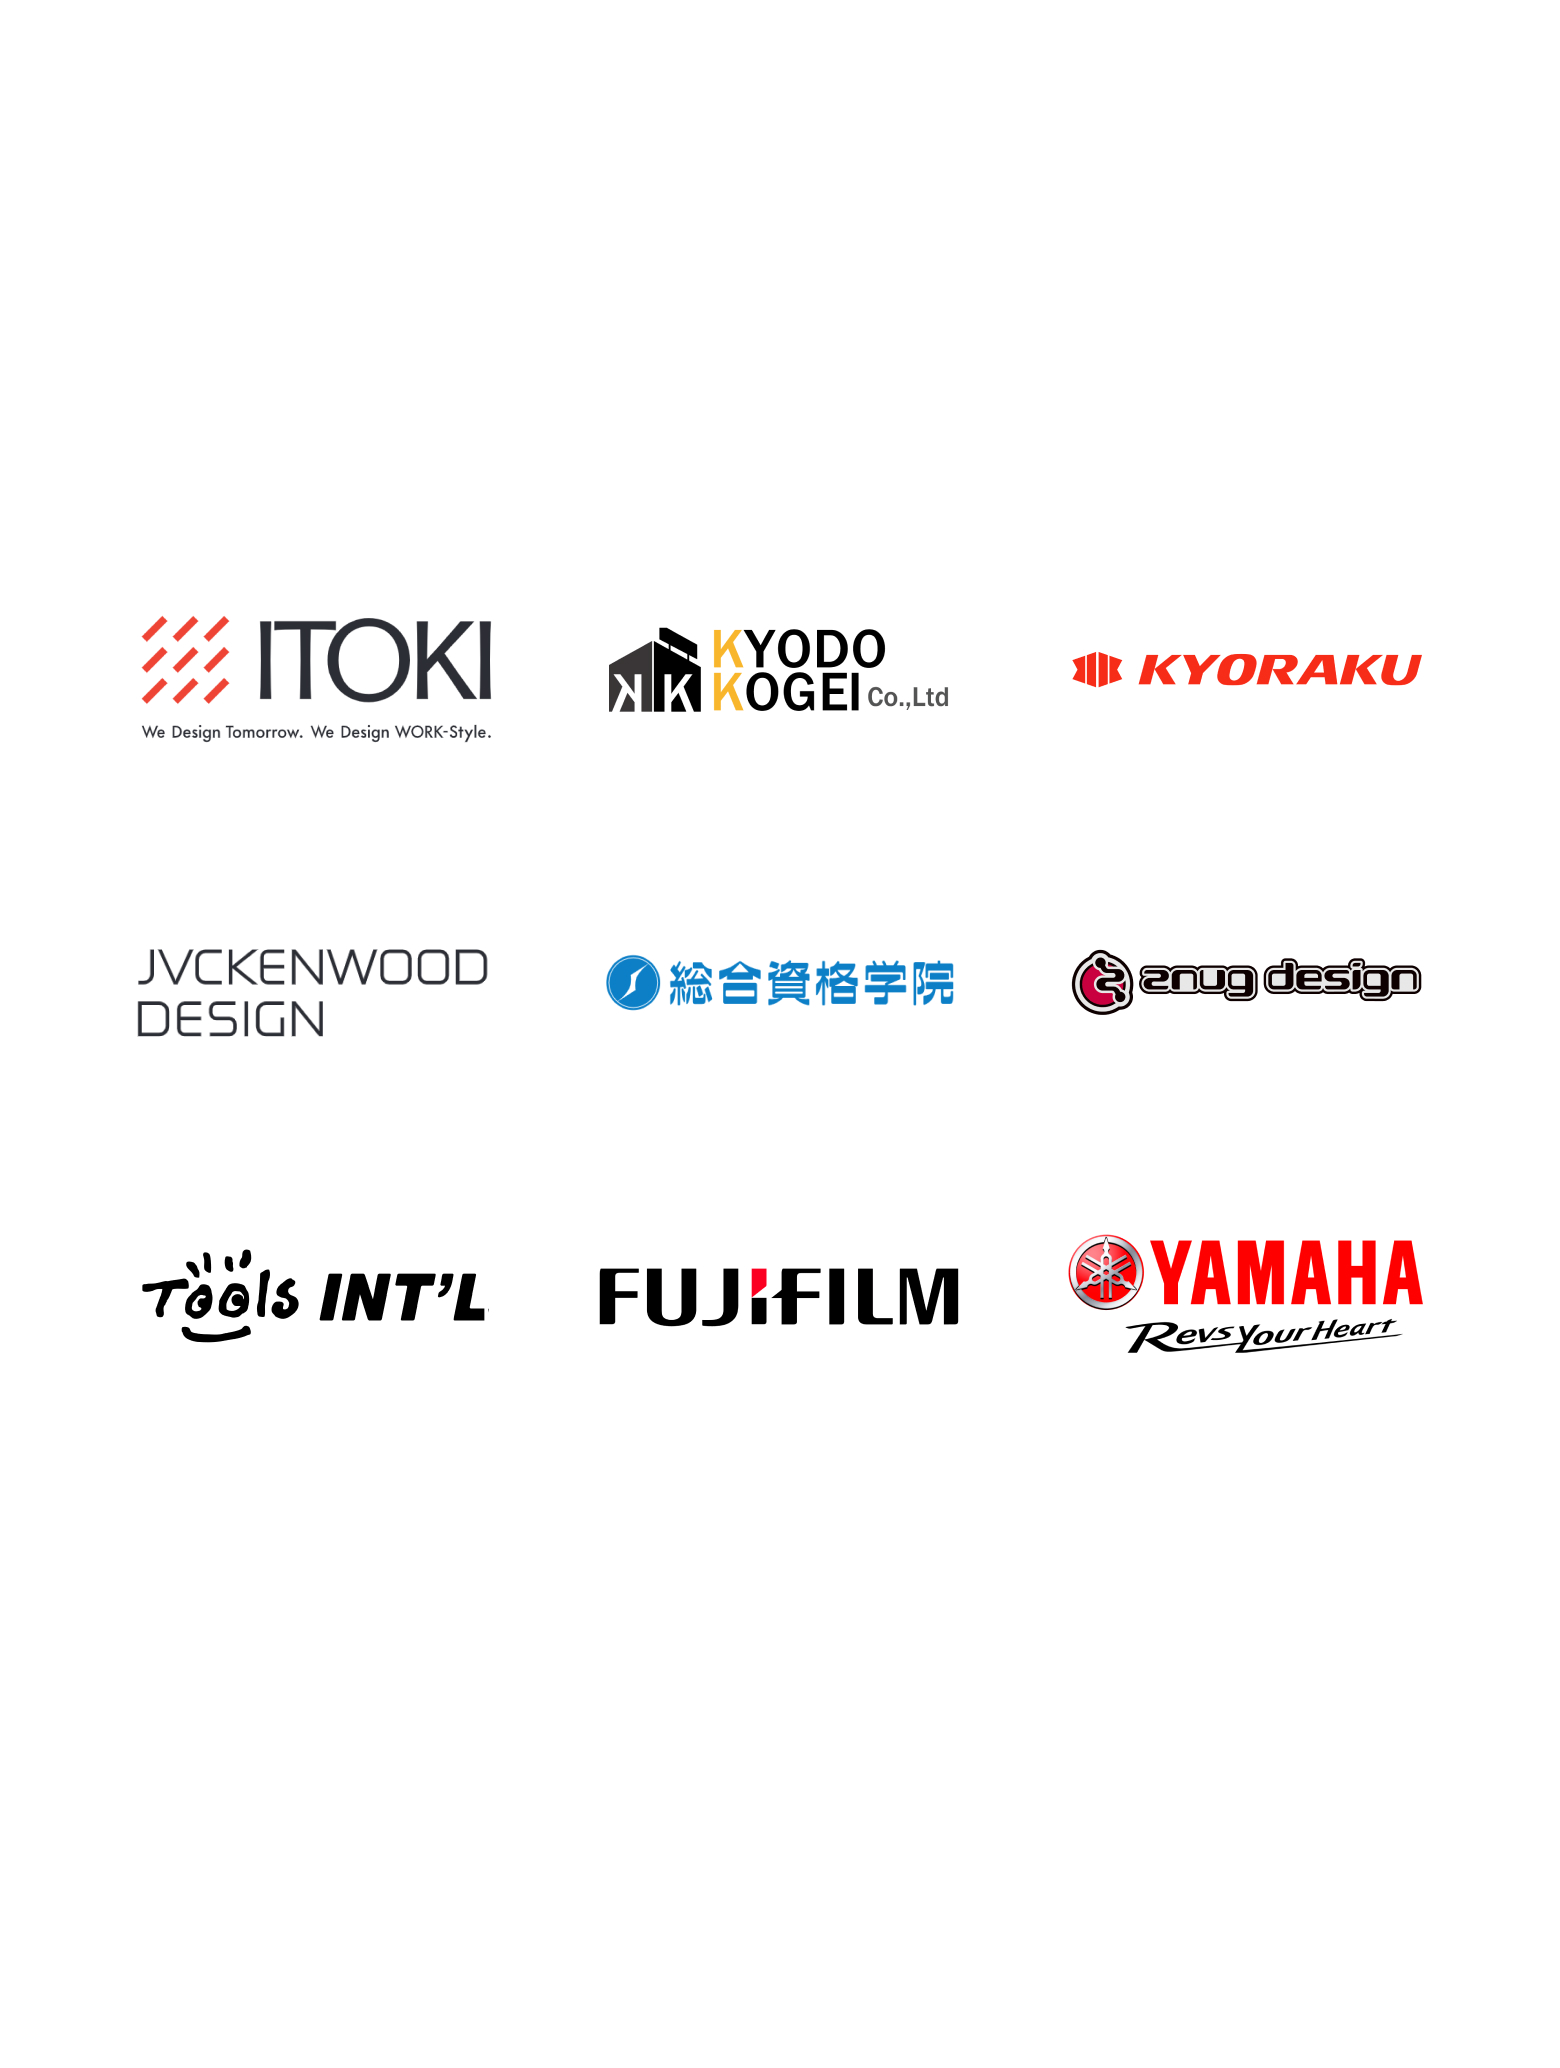 ITOKI
We Design Tomorrow. We Design WORK-Style.
KYODO
KOGEI Co.,Ltd
KYORAKU
JVCKENWOOD
DESIGN
総合資格学院
znug design
Tools INT'L
FUJIFILM
YAMAHA
Revs Your Heart